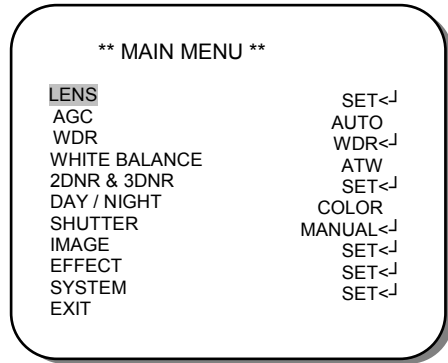 ** MAIN MENU **
LENS SET<┘
AGC AUTO
WDR WDR<┘
WHITE BALANCE ATW
2DNR & 3DNR SET<┘
DAY / NIGHT COLOR
SHUTTER MANUAL<┘
IMAGE SET<┘
EFFECT SET<┘
SYSTEM SET<┘
EXIT